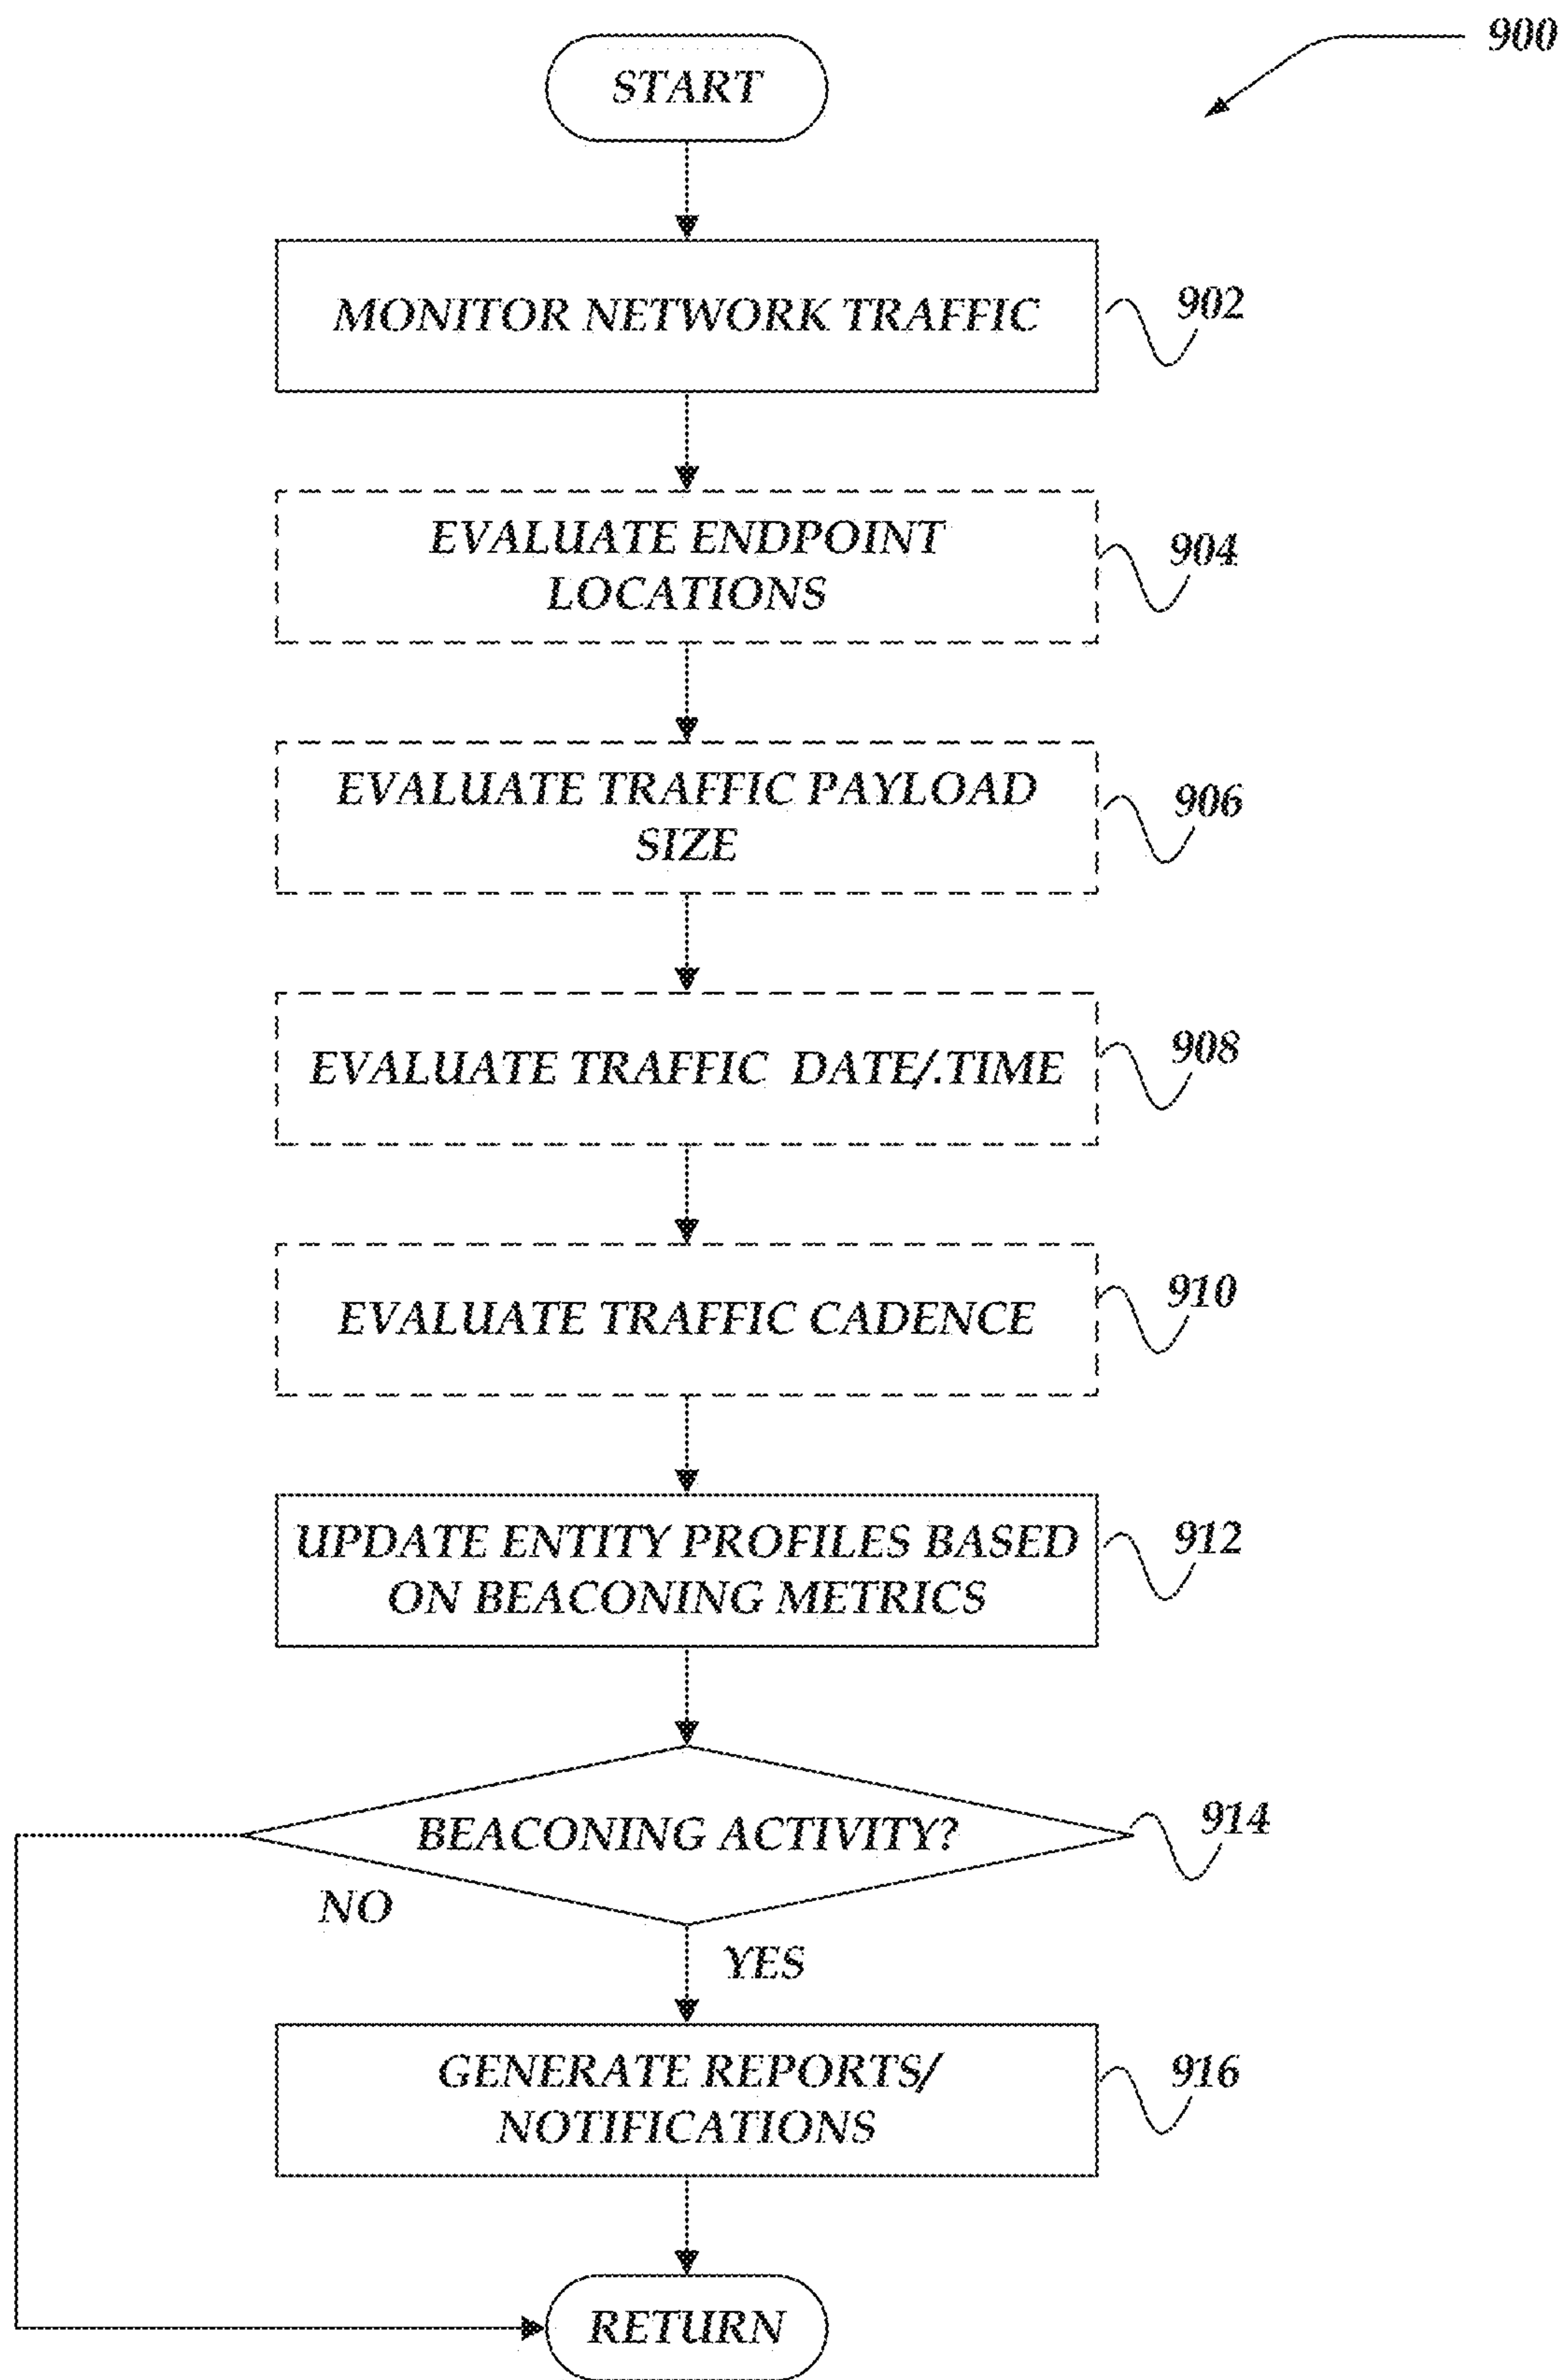 900
START
MONITOR NETWORK TRAFFIC
902
EVALUATE ENDPOINT
LOCATIONS
904
EVALUATE TRAFFIC PAYLOAD
SIZE
906
EVALUATE TRAFFIC DATE/.TIME
908
EVALUATE TRAFFIC CADENCE
910
UPDATE ENTITY PROFILES BASED
ON BEACONING METRICS
912
BEACONING ACTIVITY?
914
NO
YES
GENERATE REPORTS/
NOTIFICATIONS
916
RETURN